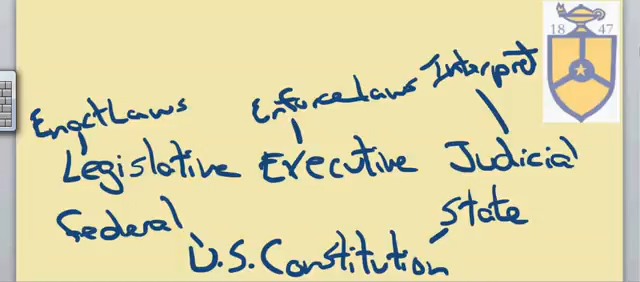 1847
Enact Laws Enforce Laws Interpret
Legislative Executive Judicial
Federal State
U.S. Constitution